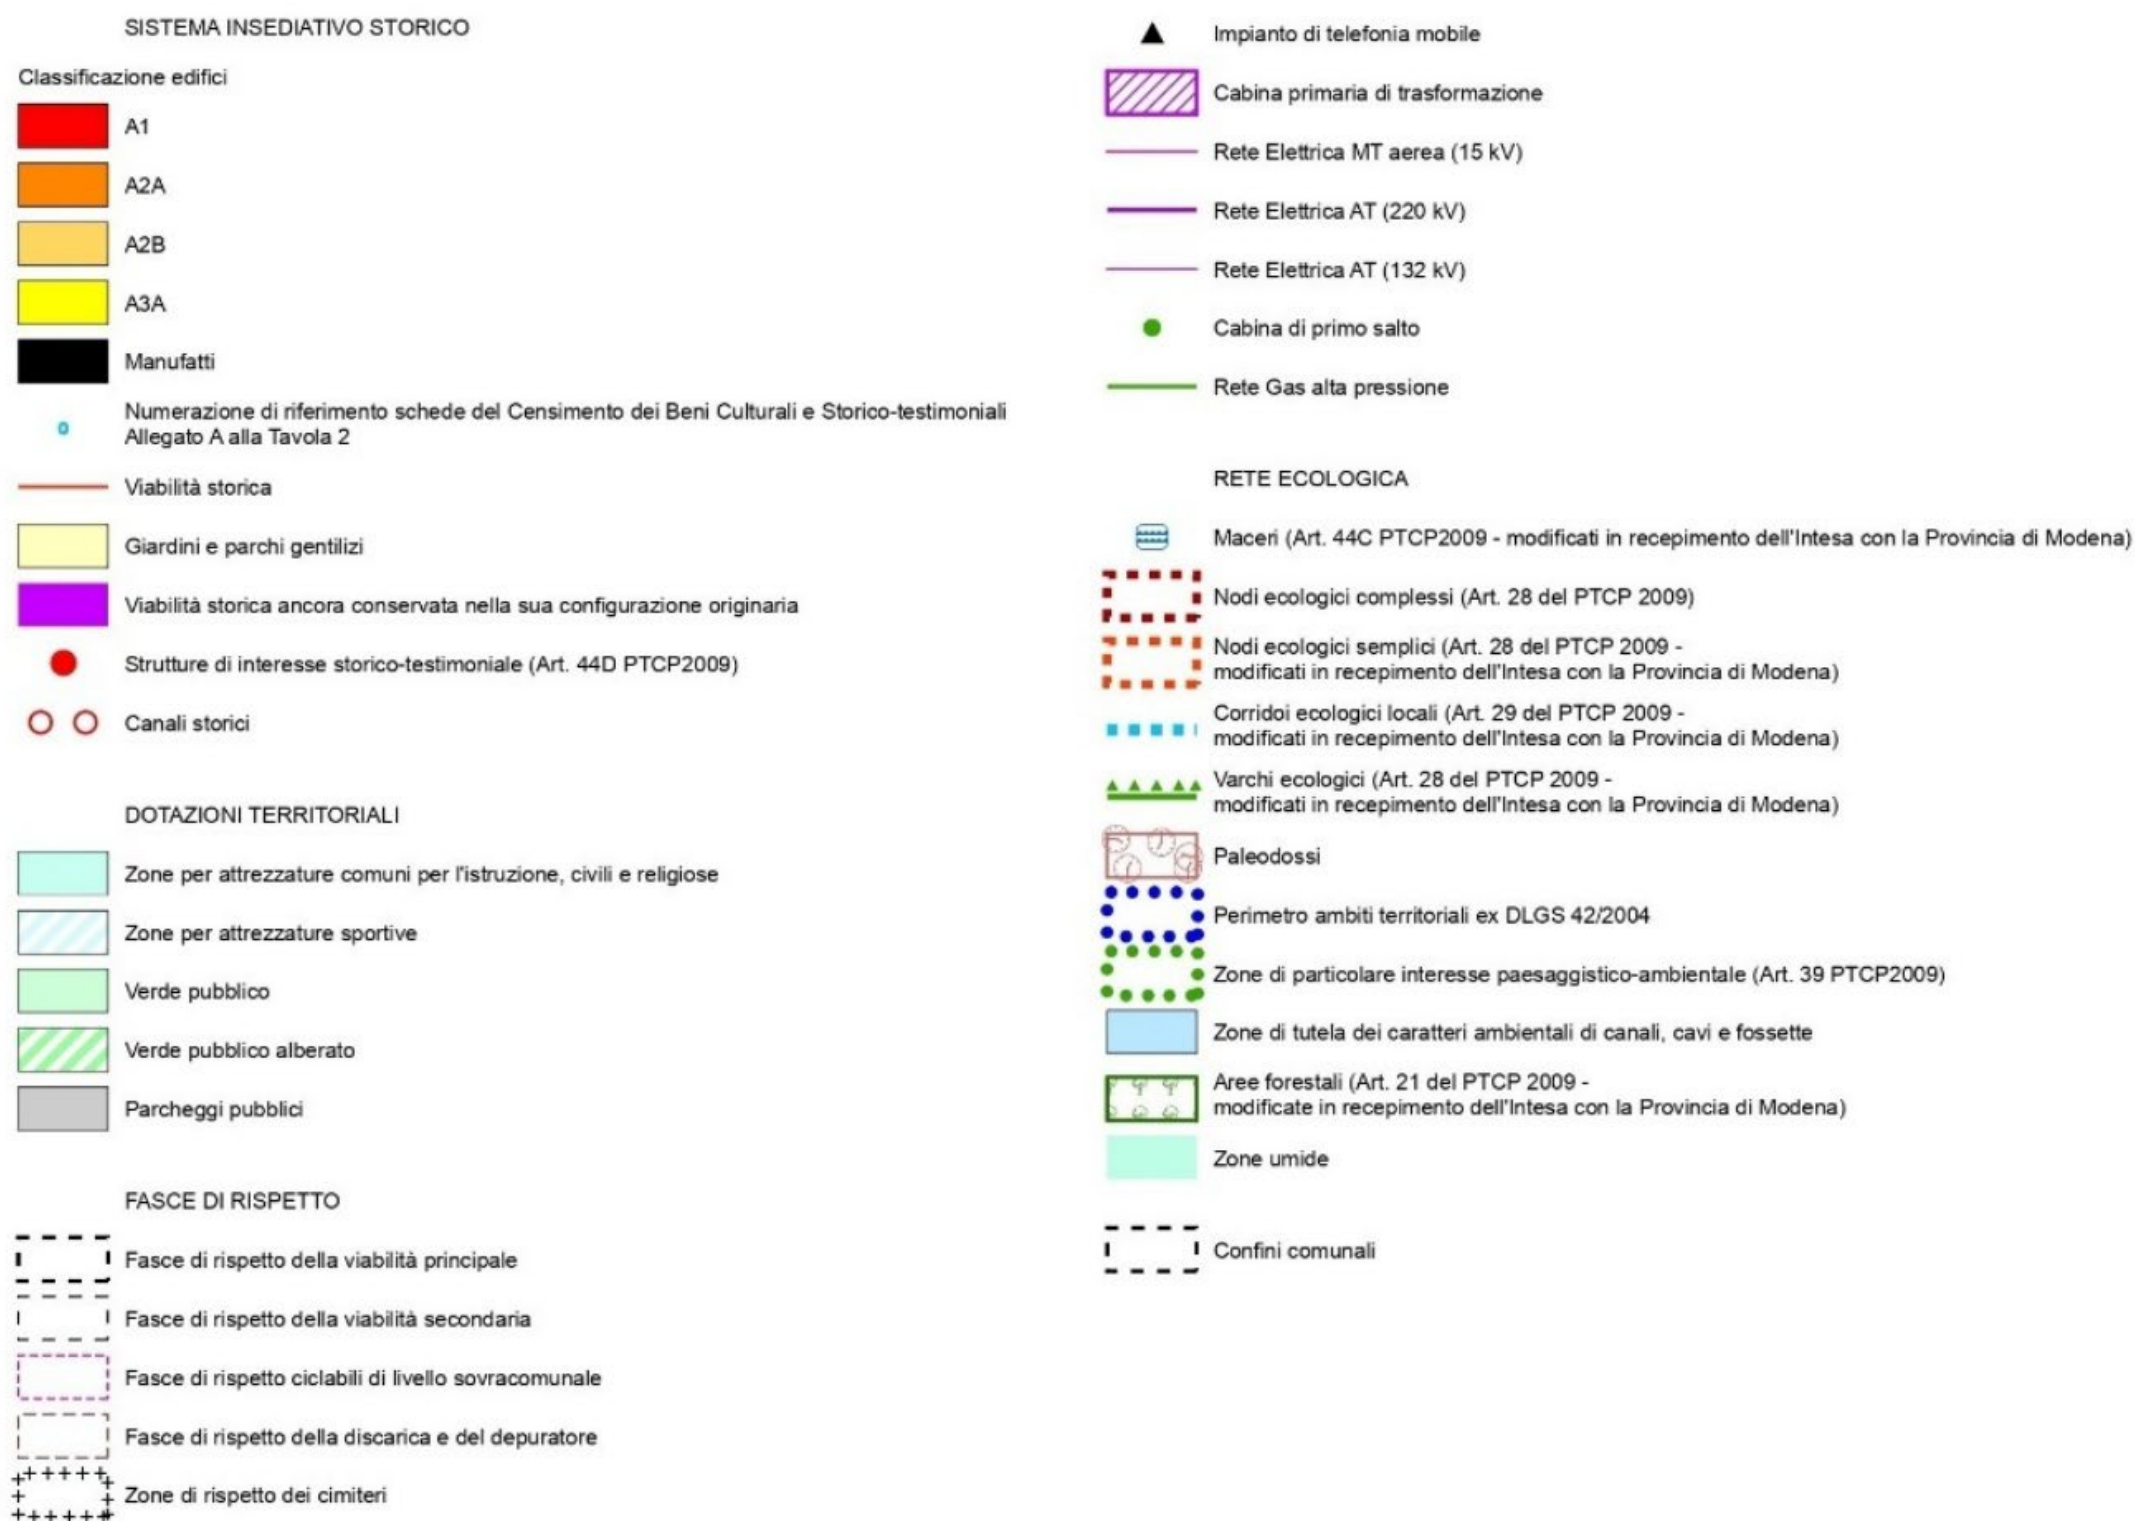 SISTEMA INSEDIATIVO STORICO
Classificazione edifici
A1
A2A
A2B
A3A
Manufatti
Numerazione di riferimento schede del Censimento dei Beni Culturali e Storico-testimoniali
Allegato A alla Tavola 2
Viabilità storica
Giardini e parchi gentilizi
Viabilità storica ancora conservata nella sua configurazione originaria
Strutture di interesse storico-testimoniale (Art. 44D PTCP2009)
Canali storici
DOTAZIONI TERRITORIALI
Zone per attrezzature comuni per l'istruzione, civili e religiose
Zone per attrezzature sportive
Verde pubblico
Verde pubblico alberato
Parcheggi pubblici
FASCE DI RISPETTO
Fasce di rispetto della viabilità principale
Fasce di rispetto della viabilità secondaria
Fasce di rispetto ciclabili di livello sovracomunale
Fasce di rispetto della discarica e del depuratore
Zone di rispetto dei cimiteri
Impianto di telefonia mobile
Cabina primaria di trasformazione
Rete Elettrica MT aerea (15 kV)
Rete Elettrica AT (220 kV)
Rete Elettrica AT (132 kV)
Cabina di primo salto
Rete Gas alta pressione
RETE ECOLOGICA
Maceri (Art. 44C PTCP2009 - modificati in recepimento dell'Intesa con la Provincia di Modena)
Nodi ecologici complessi (Art. 28 del PTCP 2009)
Nodi ecologici semplici (Art. 28 del PTCP 2009 -
modificati in recepimento dell'Intesa con la Provincia di Modena)
Corridoi ecologici locali (Art. 29 del PTCP 2009 -
modificati in recepimento dell'Intesa con la Provincia di Modena)
Varchi ecologici (Art. 28 del PTCP 2009 -
modificati in recepimento dell'Intesa con la Provincia di Modena)
Paleodossi
Perimetro ambiti territoriali ex DLGS 42/2004
Zone di particolare interesse paesaggistico-ambientale (Art. 39 PTCP2009)
Zone di tutela dei caratteri ambientali di canali, cavi e fossette
Aree forestali (Art. 21 del PTCP 2009 -
modificate in recepimento dell'Intesa con la Provincia di Modena)
Zone umide
Confini comunali